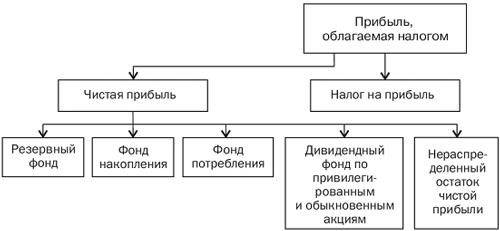 Прибыль,
облагаемая налогом
Чистая прибыль
Налог на прибыль
Резервный
фонд
Фонд
накопления
Фонд
потребления
Дивидендный
фонд по
привилеги-
рованным
и обыкновенным
акциям
Нераспре-
деленный
остаток
чистой
прибыли